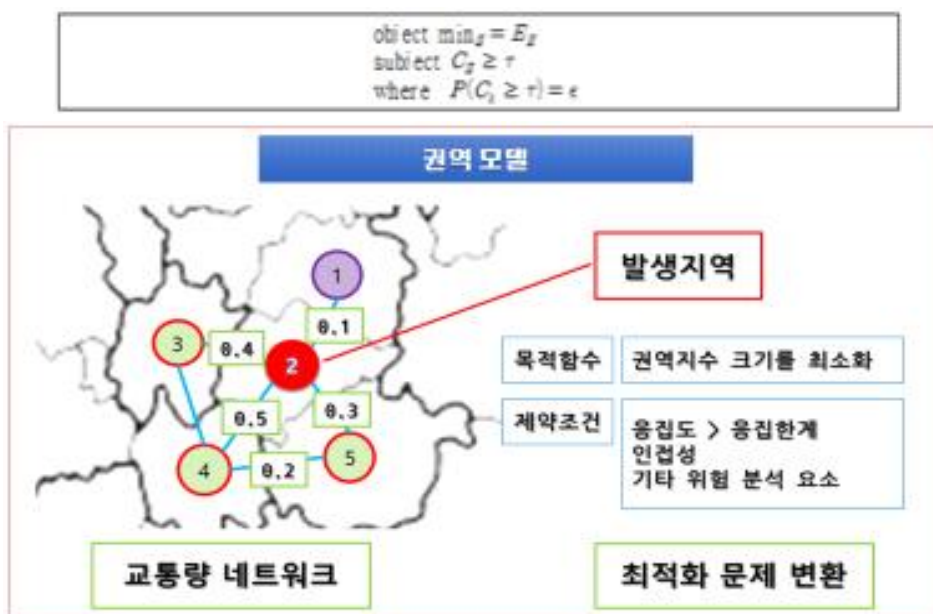 object min_S = E_S
subject C_S ≥ τ
where P(C_s ≥ τ) = ϵ
권역 모델
발생지역
1
0.1
3
0.4
2
목적함수
권역지수 크기를 최소화
0.5
0.3
제약조건
응집도 > 응집한계
인접성
기타 위험 분석 요소
4
0.2
5
교통량 네트워크
최적화 문제 변환